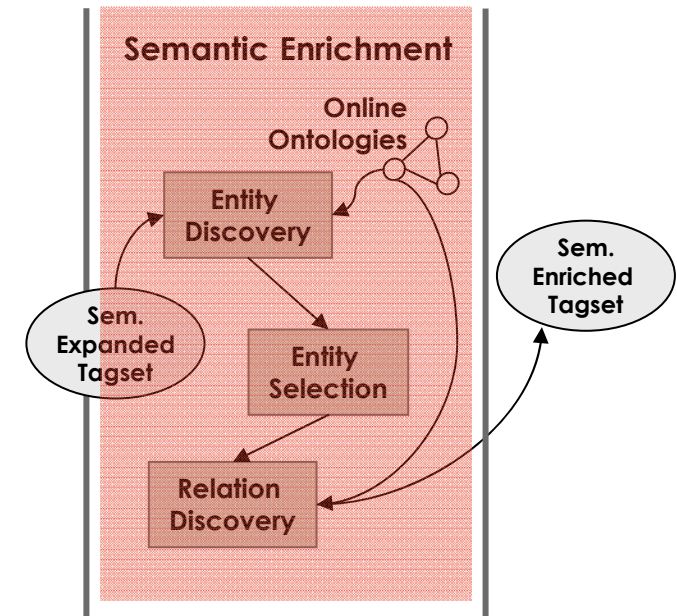 Semantic Enrichment
Online
Ontologies
Entity
Discovery
Sem.
Enriched
Tagset
Sem.
Expanded
Tagset
Entity
Selection
Relation
Discovery